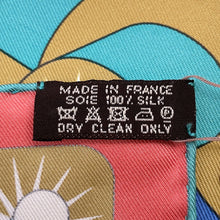 MADE IN FRANCE
SOIE 100% SILK
DRY CLEAN ONLY